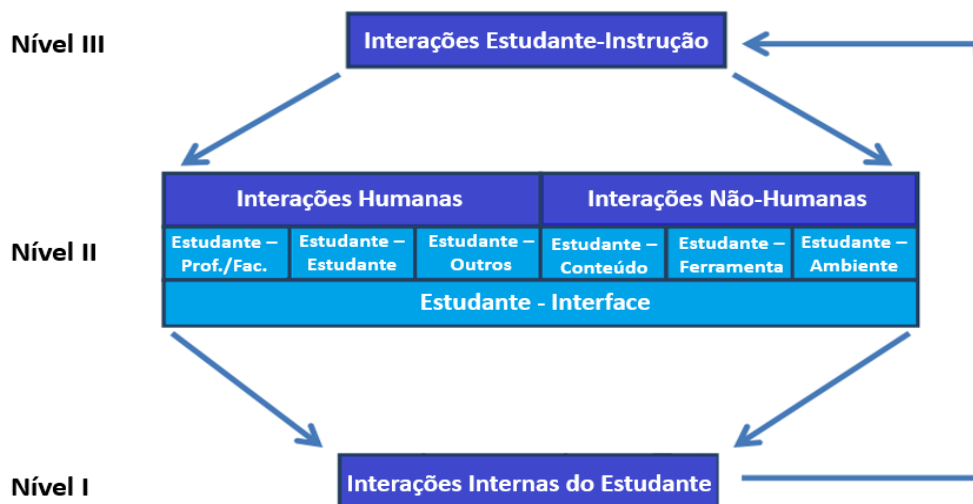 Nível III
Interações Estudante-Instrução
Interações Humanas
Interações Não-Humanas
Nível II
Estudante –
Prof./Fac.
Estudante –
Estudante
Estudante –
Outros
Estudante –
Conteúdo
Estudante –
Ferramenta
Estudante –
Ambiente
Estudante - Interface
Nível I
Interações Internas do Estudante